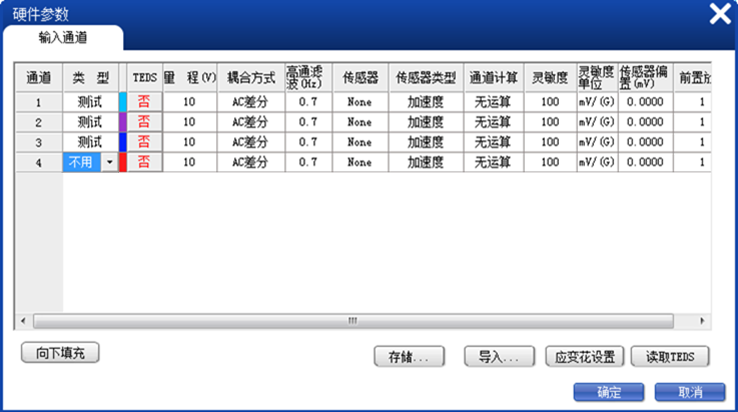 硬件参数
输入通道
通道 类 型 TEDS 量 程(V) 耦合方式 高通滤波(Hz) 传感器 传感器类型 通道计算 灵敏度 灵敏度单位 传感器偏置(mV) 前置
1 测试 否 10 AC差分 0.7 None 加速度 无运算 100 mV/(G) 0.0000 1
2 测试 否 10 AC差分 0.7 None 加速度 无运算 100 mV/(G) 0.0000 1
3 测试 否 10 AC差分 0.7 None 加速度 无运算 100 mV/(G) 0.0000 1
4 不用 否 10 AC差分 0.7 None 加速度 无运算 100 mV/(G) 0.0000 1
向下填充 存储... 导入... 应变花设置 读取TEDS
确定 取消